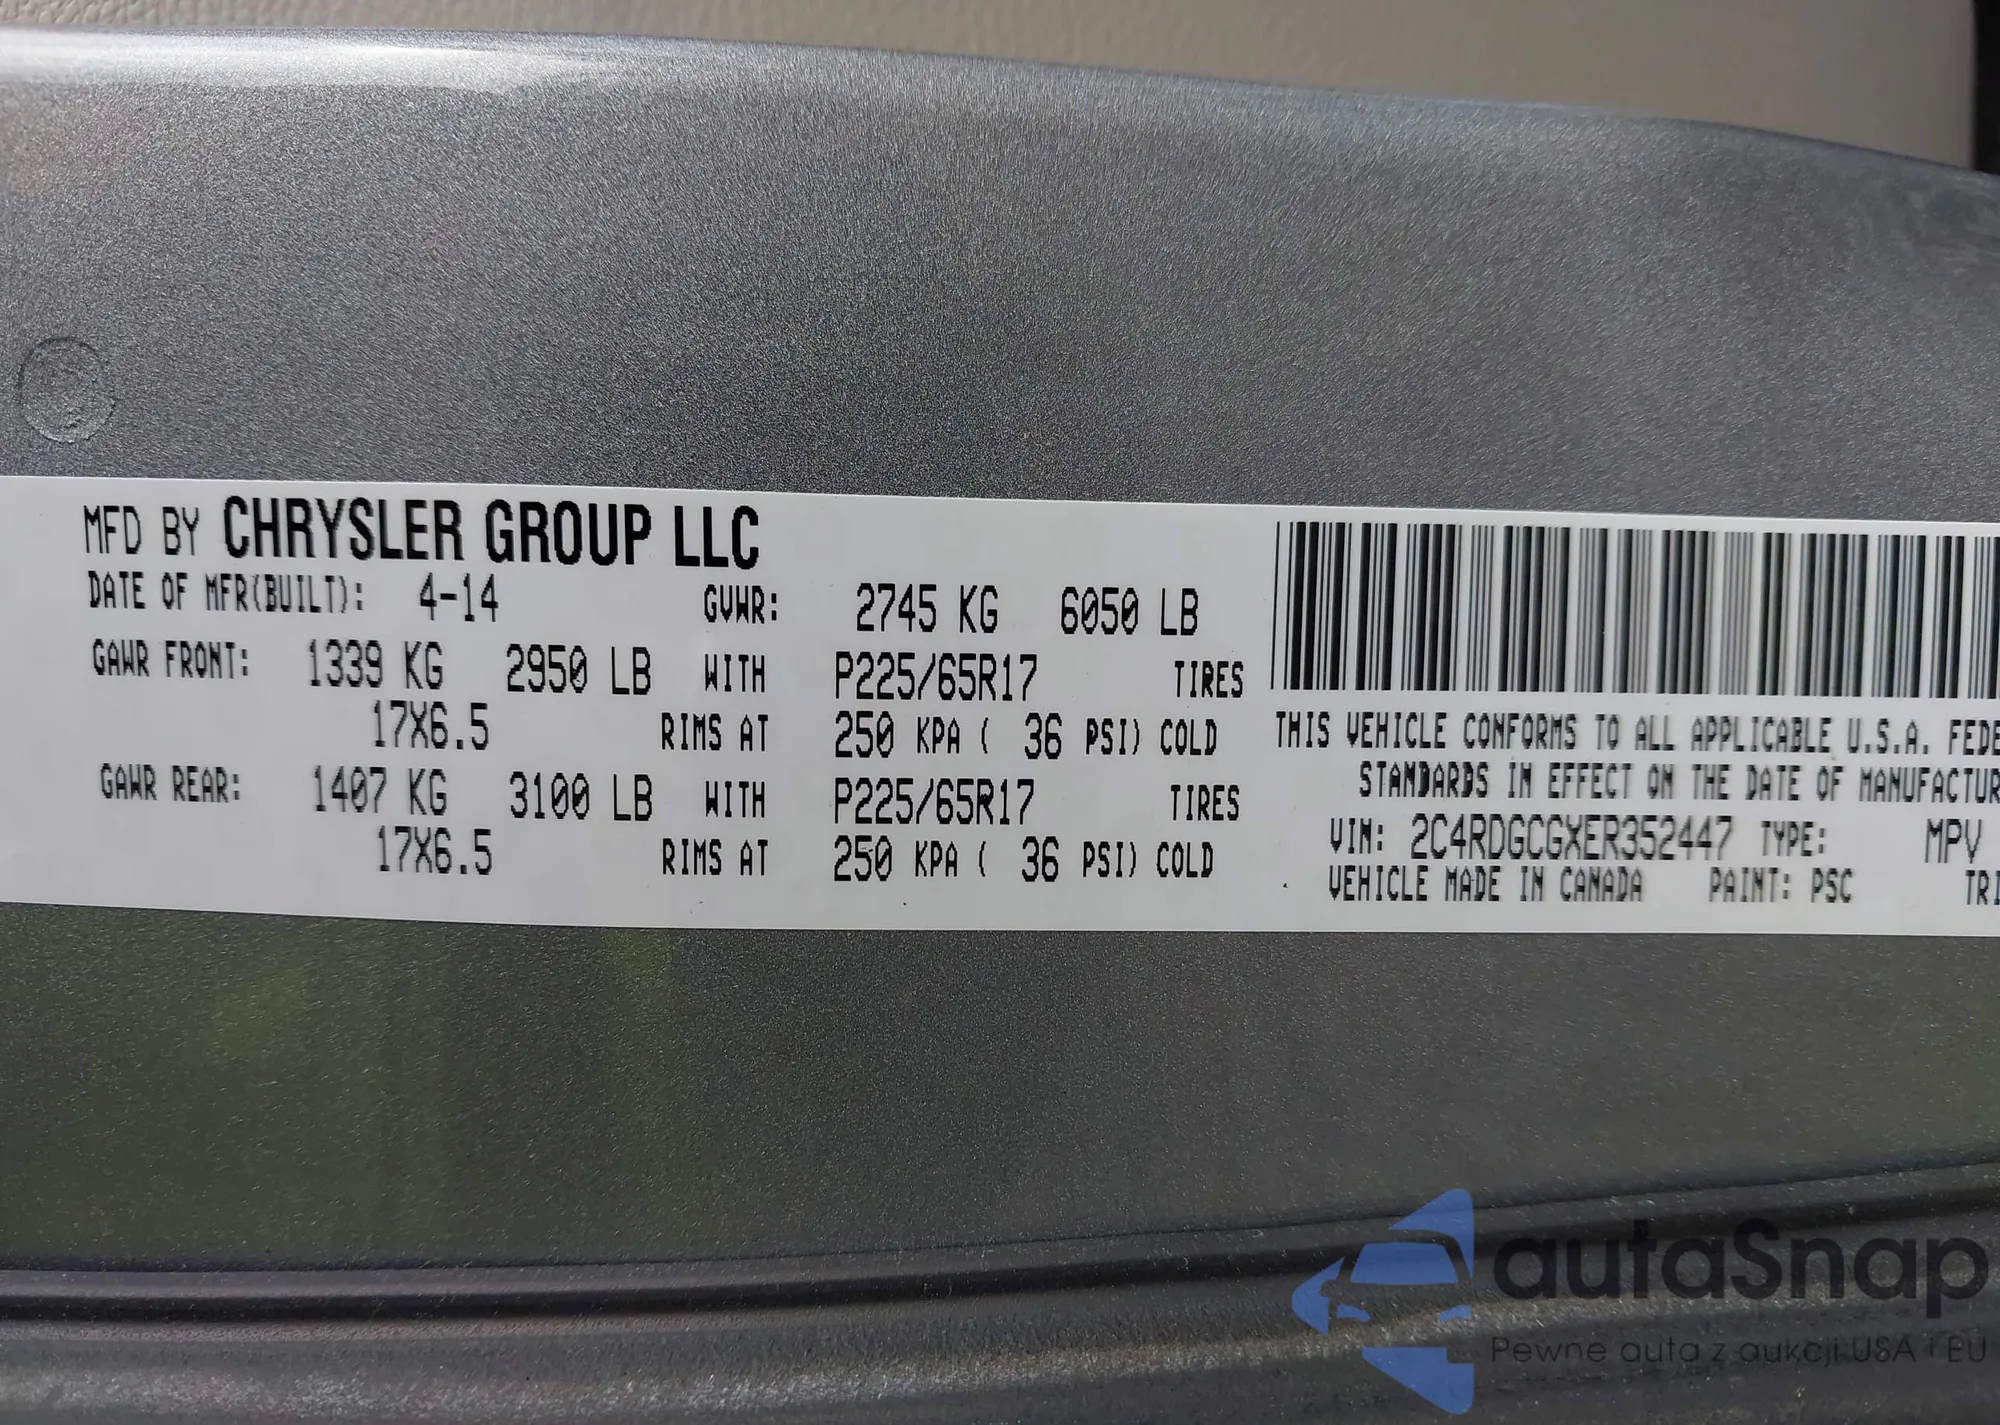 MFD BY CHRYSLER GROUP LLC
DATE OF MFR(BUILT): 4-14 GVWR: 2745 KG 6050 LB
GAWR FRONT: 1339 KG 2950 LB WITH P225/65R17 TIRES
17X6.5 RIMS AT 250 KPA ( 36 PSI) COLD
GAWR REAR: 1407 KG 3100 LB WITH P225/65R17 TIRES
17X6.5 RIMS AT 250 KPA ( 36 PSI) COLD
THIS VEHICLE CONFORMS TO ALL APPLICABLE U.S.A. FEDE
STANDARDS IN EFFECT ON THE DATE OF MANUFACTUR
VIN: 2C4RDGCGXER352447 TYPE: MPV
VEHICLE MADE IN CANADA PAINT: PSC TRI
autaSnap
Pewne auta z aukcji USA i EU